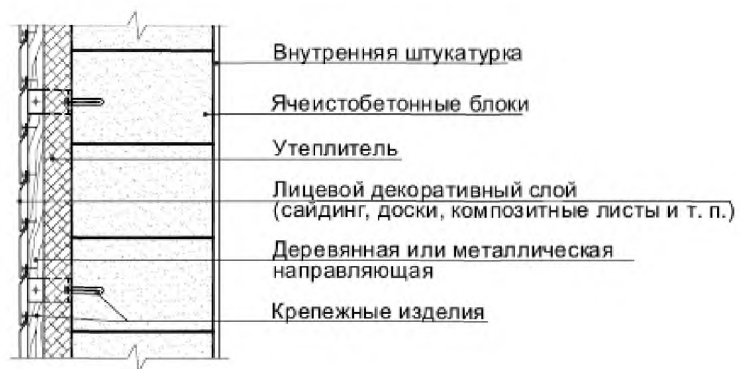 Внутренняя штукатурка
Ячеистобетонные блоки
Утеплитель
Лицевой декоративный слой
(сайдинг, доски, композитные листы и т. п.)
Деревянная или металлическая
направляющая
Крепежные изделия